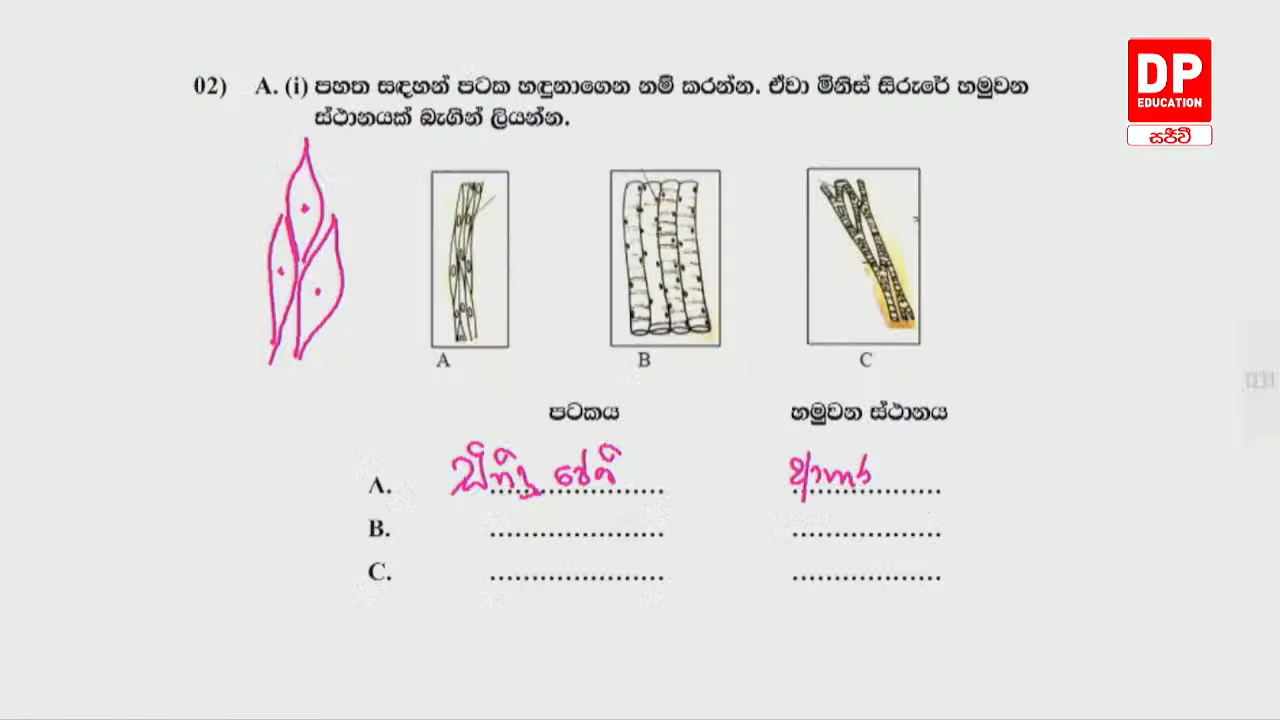 DP
EDUCATION
සජීවී
02) A. (i) පහත සඳහන් පටක හඳුනාගෙන නම් කරන්න. ඒවා මිනිස් සිරුරේ හමුවන
ස්ථානයක් බැගින් ලියන්න.
A B C
පටකය හමුවන ස්ථානය
A. සිනිඳු පේශි ආහාර
B. ..................... ..................
C. ..................... ..................